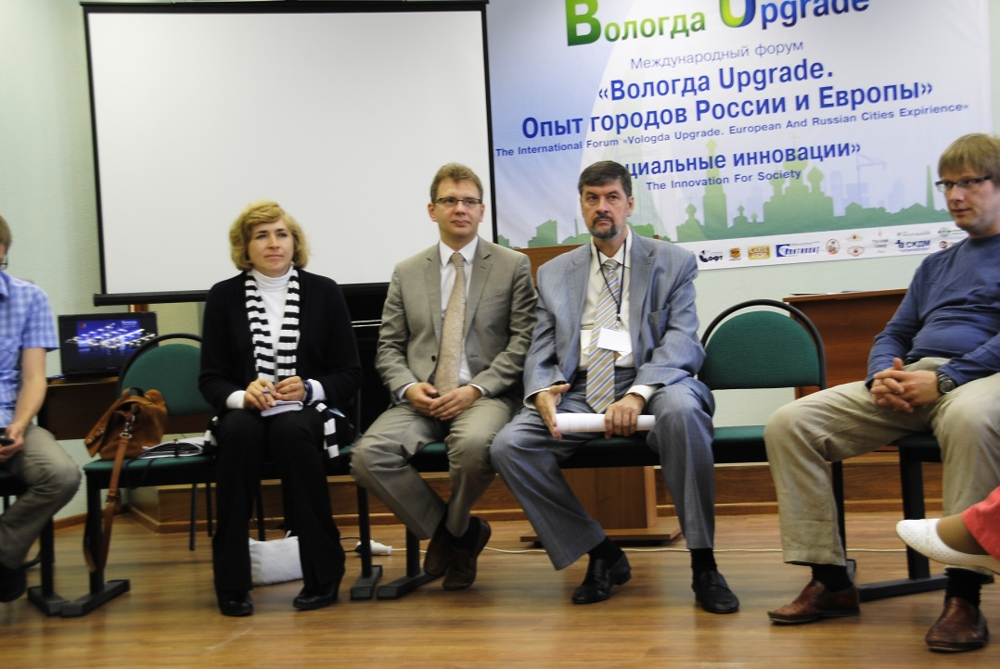 Вологда Upgrade
Международный форум
«Вологда Upgrade.
Опыт городов России и Европы»
The International Forum «Vologda Upgrade. European And Russian Cities Expirience»
циальные инновации»
The Innovation For Society
СКДМ